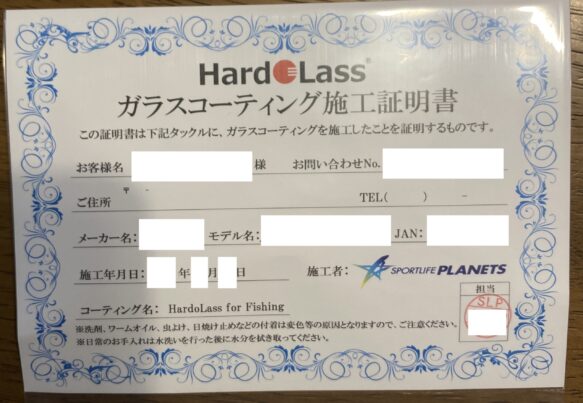 HardoLass®
ガラスコーティング施工証明書
この証明書は下記タックルに、ガラスコーティングを施工したことを証明するものです。
お客様名 様 お問い合わせNo.
〒 -
ご住所 TEL( ) -
メーカー名: モデル名: JAN:
施工年月日: 年 月 日 施工者: SPORTLIFE PLANETS
担当
コーティング名: HardoLass for Fishing
SLP
※洗剤、ワームオイル、虫よけ、日焼け止めなどの付着は変色等の原因となりますので、ご注意ください。
※日常のお手入れは水洗いを行った後に水分を拭き取ってください。